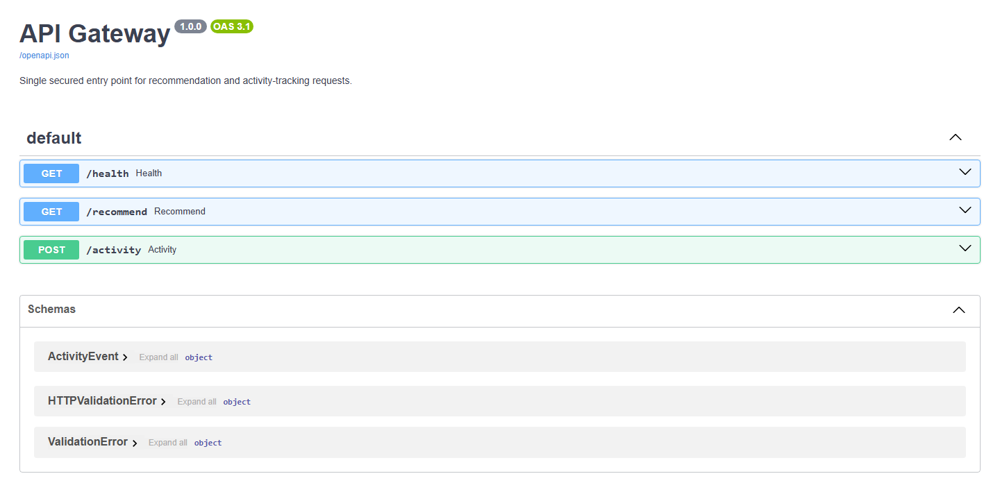 API Gateway 1.0.0 OAS 3.1
/openapi.json
Single secured entry point for recommendation and activity-tracking requests.
default
GET /health Health
GET /recommend Recommend
POST /activity Activity
Schemas
ActivityEvent Expand all object
HTTPValidationError Expand all object
ValidationError Expand all object